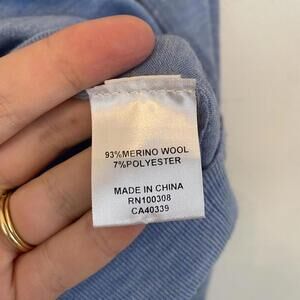 93%MERINO WOOL
7%POLYESTER
MADE IN CHINA
RN100308
CA40339